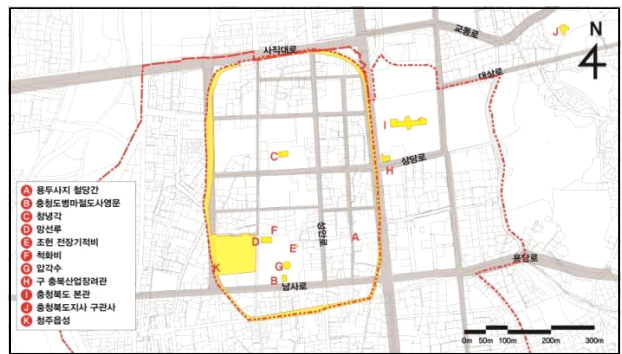 사직대로
교동로
N
J
대성로
I
C
상당로
H
A 용두사지 철당간
B 충청도병마절도사영문
C 창녕각
D 망선루
E 조헌 전장기적비
F 척화비
G 압각수
H 구 충북산업장려관
I 충청북도 본관
J 충청북도지사 구관사
K 청주읍성
F
D
E
성안로
A
K
G
B
남사로
용담로
0m 50m 100m 200m 300m